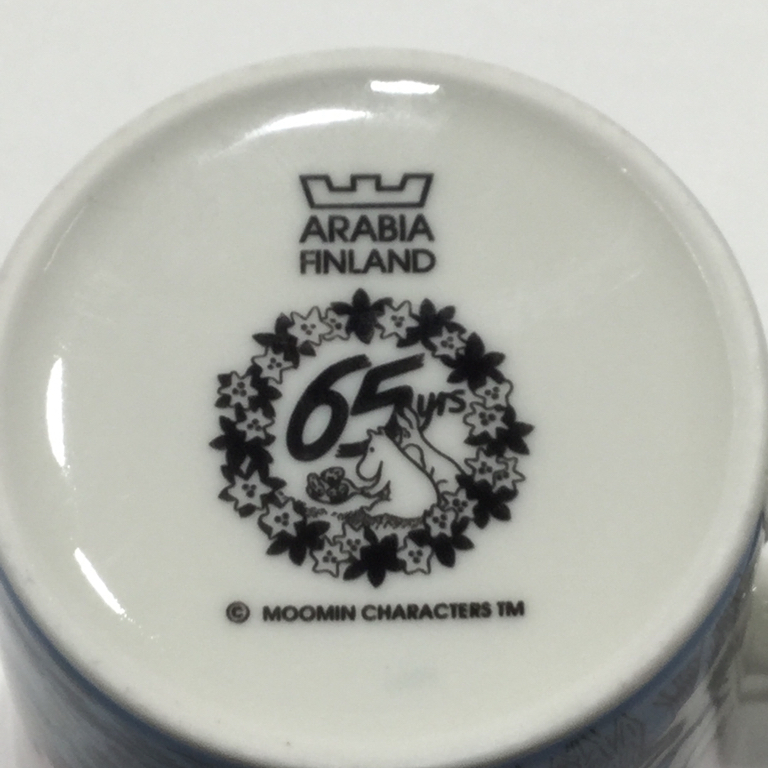 ARABIA
FINLAND
65 yrs
© MOOMIN CHARACTERS TM